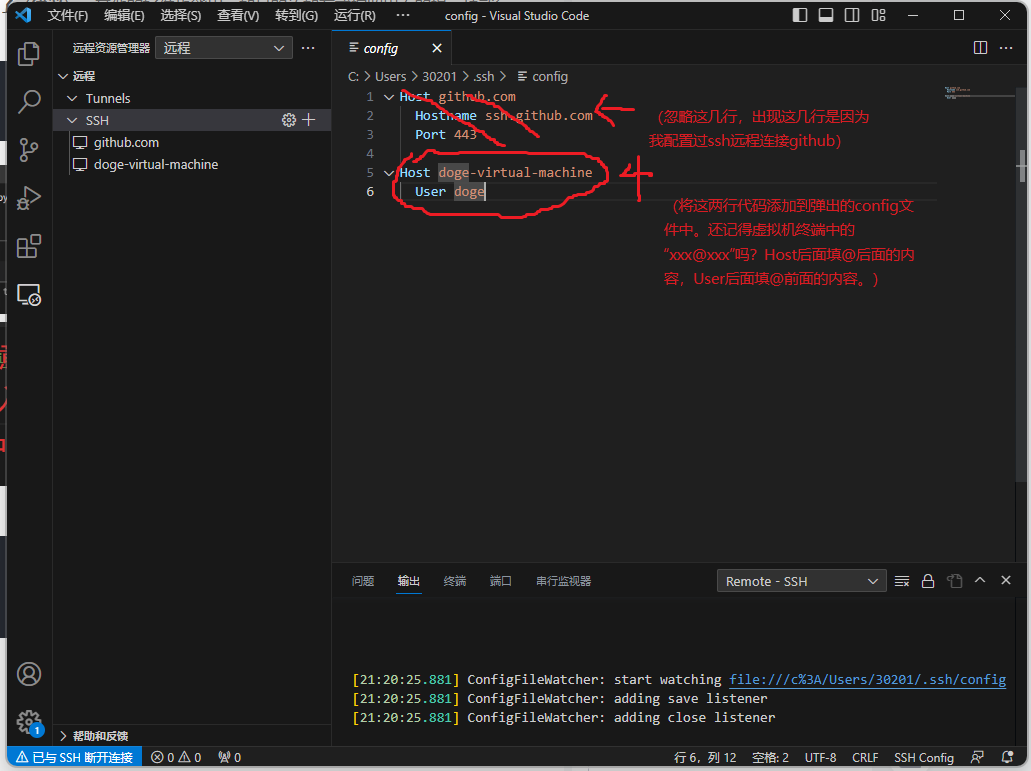 文件(F) 编辑(E) 选择(S) 查看(V) 转到(G) 运行(R) ··· config - Visual Studio Code
远程资源管理器 远程 ···
config
远程
C: > Users > 30201 > .ssh > config
Tunnels
SSH
github.com
doge-virtual-machine
1 Host github.com
2 Hostname ssh.github.com
3 Port 443
4
5 Host doge-virtual-machine
6 User doge
（忽略这几行，出现这几行是因为
我配置过ssh远程连接github）
（将这两行代码添加到弹出的config文
件中。还记得虚拟机终端中的
“xxx@xxx”吗？Host后面填@后面的内
容，User后面填@前面的内容。）
问题 输出 终端 端口 串行监视器 Remote - SSH
[21:20:25.881] ConfigFileWatcher: start watching file:///c%3A/Users/30201/.ssh/config
[21:20:25.881] ConfigFileWatcher: adding save listener
[21:20:25.881] ConfigFileWatcher: adding close listener
1
帮助和反馈
已与 SSH 断开连接 0 0 0 行 6，列 12 空格: 2 UTF-8 CRLF SSH Config